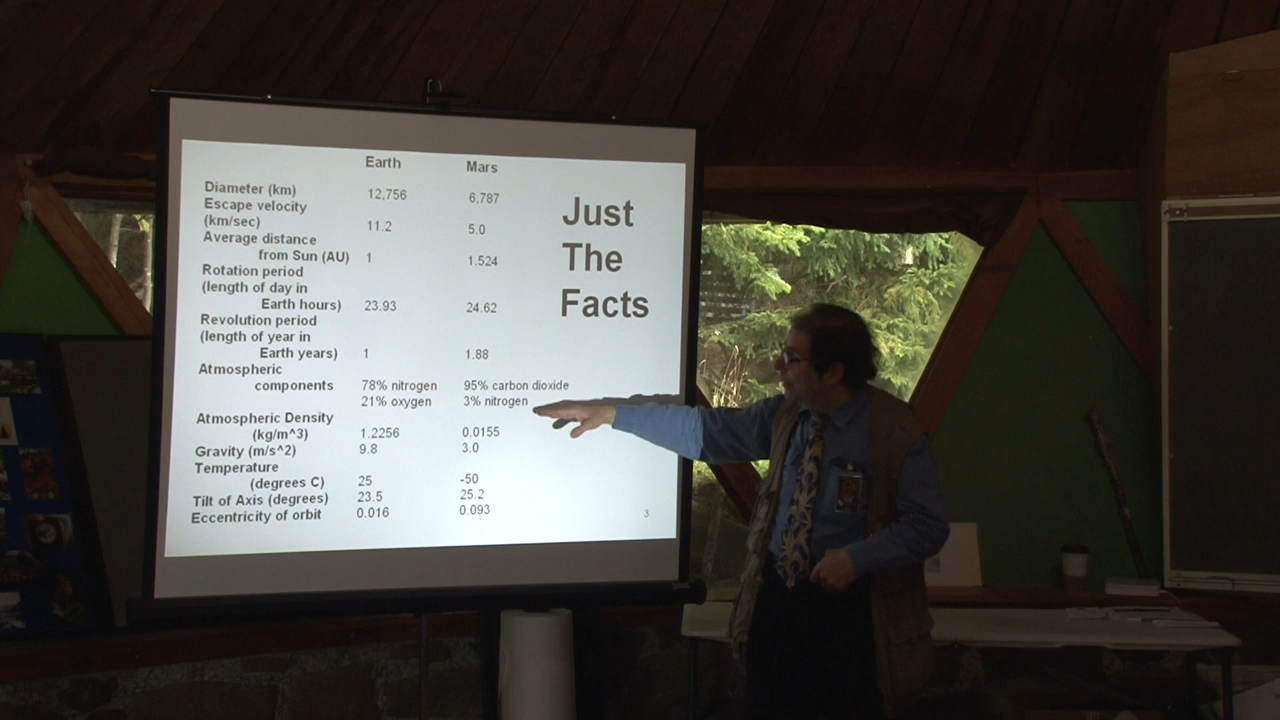 Earth Mars
Diameter (km) 12,756 6,787
Escape velocity
(km/sec) 11.2 5.0
Average distance
from Sun (AU) 1 1.524
Rotation period
(length of day in
Earth hours) 23.93 24.62
Revolution period
(length of year in
Earth years) 1 1.88
Atmospheric
components 78% nitrogen 95% carbon dioxide
21% oxygen 3% nitrogen
Atmospheric Density
(kg/m^3) 1.2256 0.0155
Gravity (m/s^2) 9.8 3.0
Temperature
(degrees C) 25 -50
Tilt of Axis (degrees) 23.5 25.2
Eccentricity of orbit 0.016 0.093
Just
The
Facts
3